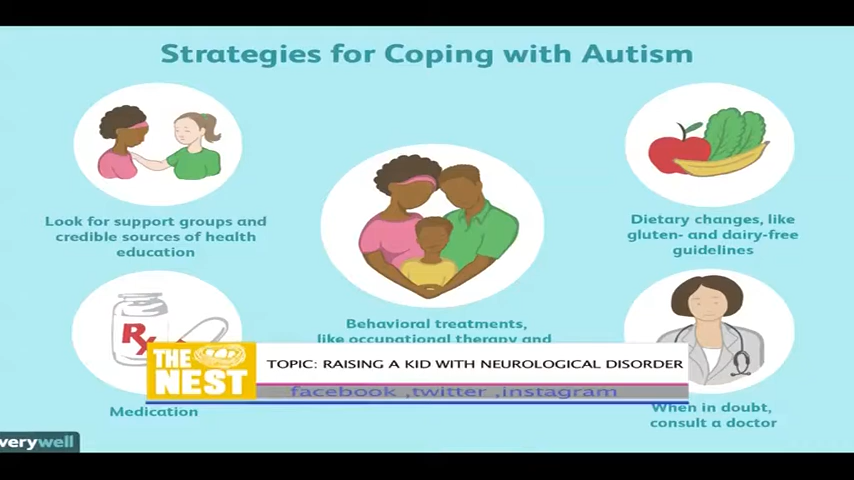 Strategies for Coping with Autism
Look for support groups and
credible sources of health
education
Dietary changes, like
gluten- and dairy-free
guidelines
Behavioral treatments,
like occupational therapy and
Rx
Medication
When in doubt,
consult a doctor
THE
NEST
TOPIC: RAISING A KID WITH NEUROLOGICAL DISORDER
facebook ,twitter ,instagram
verywell